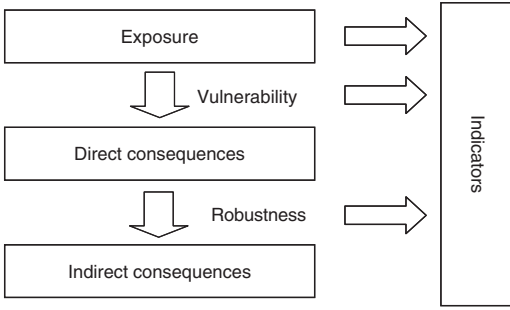 Exposure
Vulnerability
Direct consequences
Robustness
Indirect consequences
Indicators